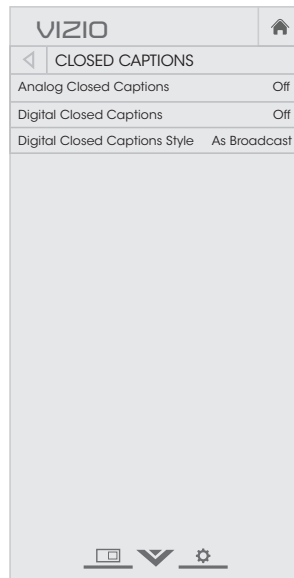 VIZIO
CLOSED CAPTIONS
Analog Closed Captions Off
Digital Closed Captions Off
Digital Closed Captions Style As Broadcast